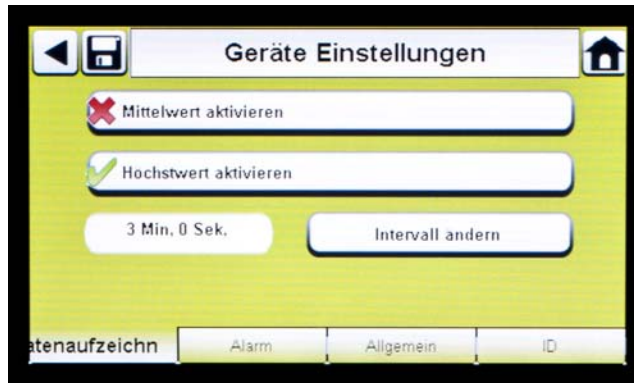 Geräte Einstellungen
Mittelwert aktivieren
Hochstwert aktivieren
3 Min, 0 Sek,
Intervall andern
atenaufzeichn
Alarm
Allgemein
ID